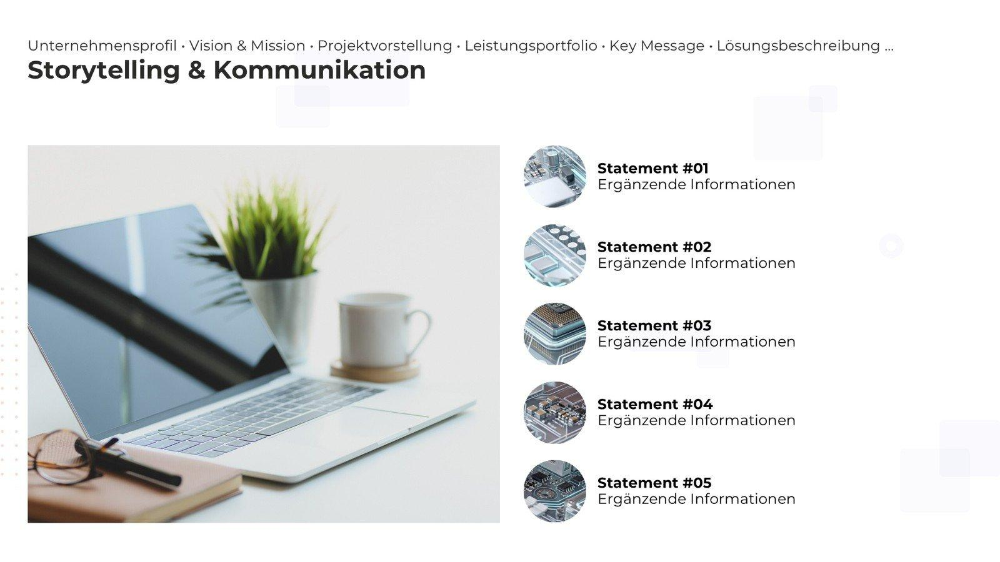 Unternehmensprofil • Vision & Mission • Projektvorstellung • Leistungsportfolio • Key Message • Lösungsbeschreibung ...
Storytelling & Kommunikation
Statement #01
Ergänzende Informationen
Statement #02
Ergänzende Informationen
Statement #03
Ergänzende Informationen
Statement #04
Ergänzende Informationen
Statement #05
Ergänzende Informationen